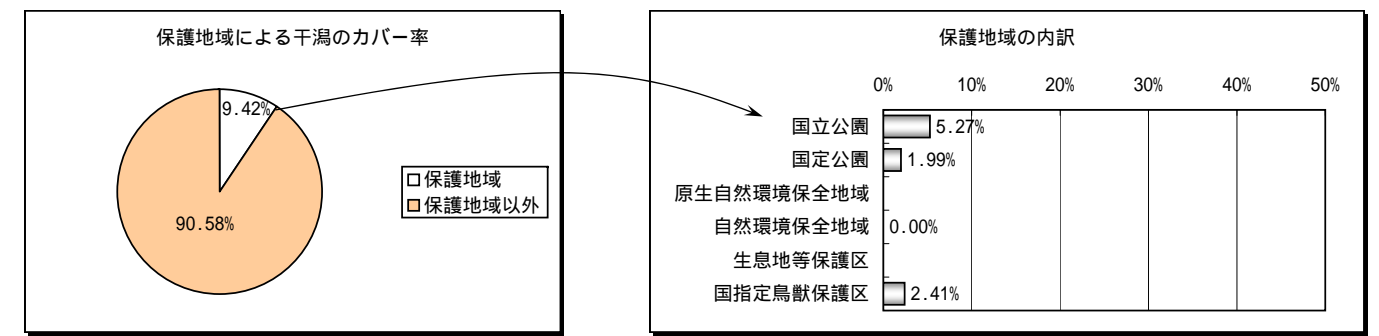 保護地域による干潟のカバー率
9.42%
90.58%
保護地域
保護地域以外
保護地域の内訳
0% 10% 20% 30% 40% 50%
国立公園 5.27%
国定公園 1.99%
原生自然環境保全地域
自然環境保全地域 0.00%
生息地等保護区
国指定鳥獣保護区 2.41%